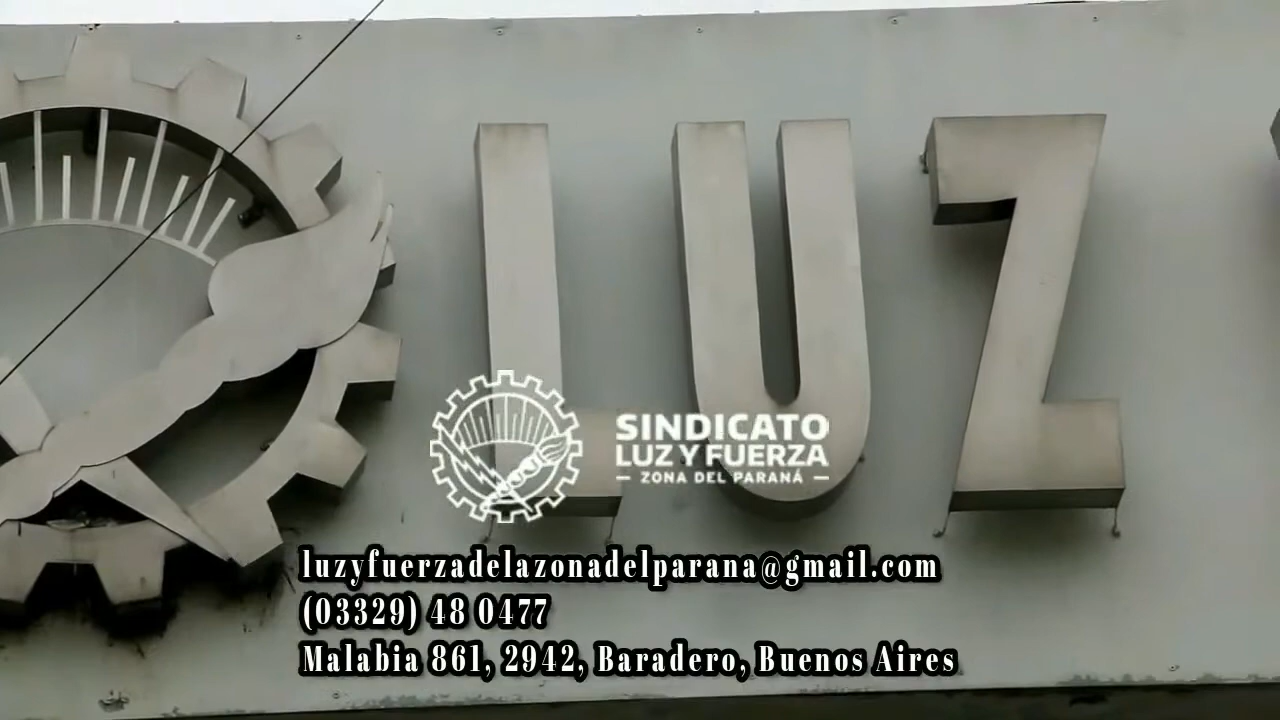 LUZ
SINDICATO
LUZ Y FUERZA
– ZONA DEL PARANÁ –
luzyfuerzadelazonadelparana@gmail.com
(03329) 48 0477
Malabia 861, 2942, Baradero, Buenos Aires